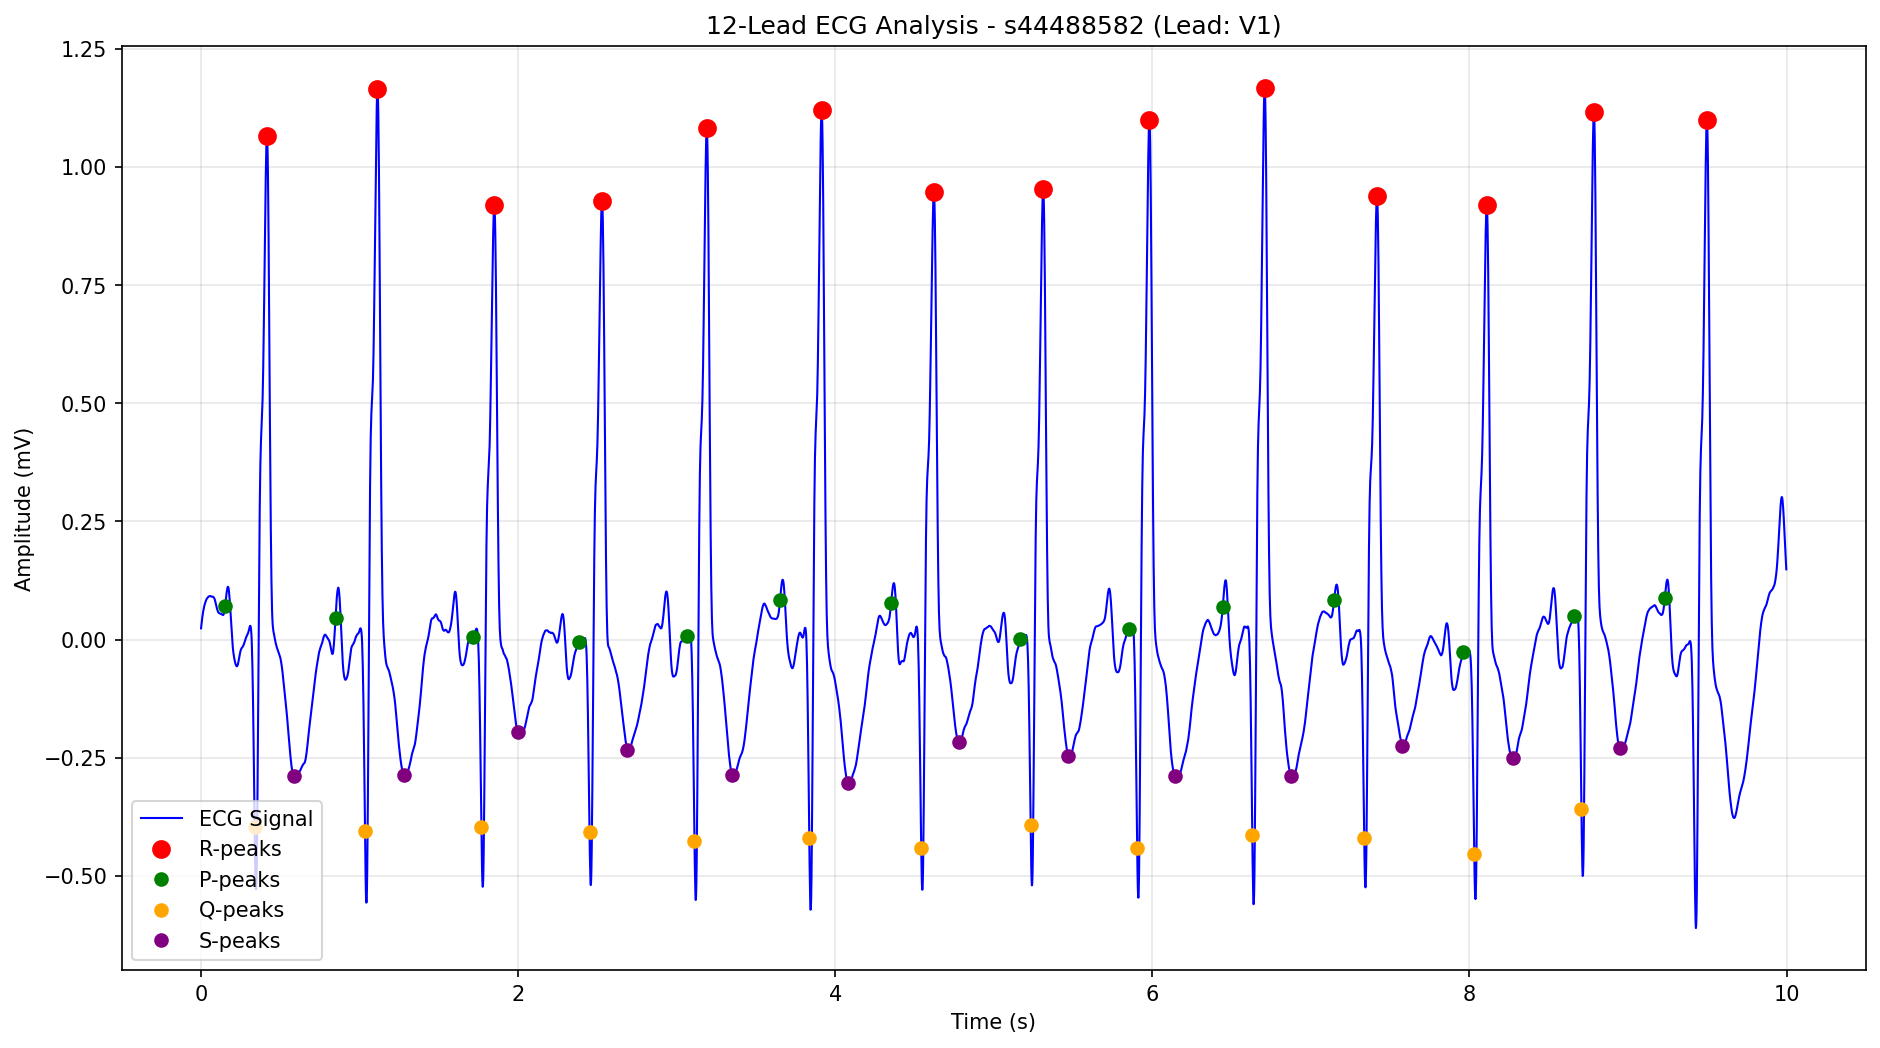 12-Lead ECG Analysis - s44488582 (Lead: V1)
1.25
1.00
0.75
0.50
0.25
0.00
−0.25
−0.50
Amplitude (mV)
ECG Signal
R-peaks
P-peaks
Q-peaks
S-peaks
0 2 4 6 8 10
Time (s)